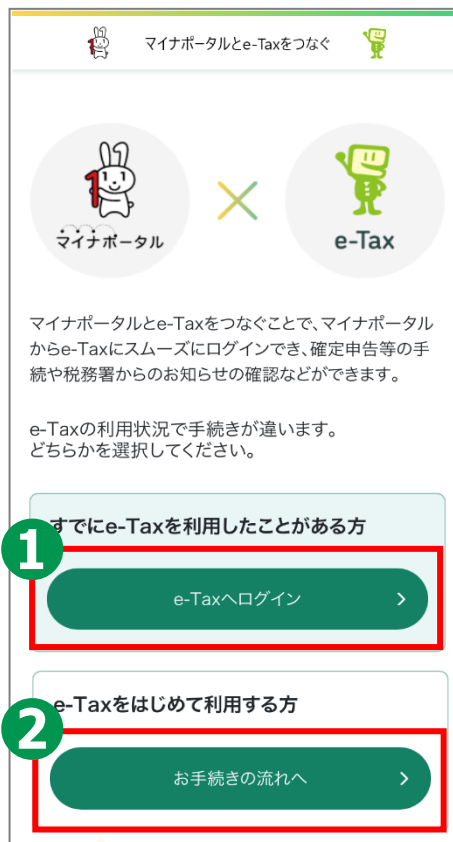 マイナポータルとe-Taxをつなぐ
1
マイナポータル
e-Tax
マイナポータルとe-Taxをつなぐことで、マイナポータル
からe-Taxにスムーズにログインでき、確定申告等の手
続や税務署からのお知らせの確認などができます。
e-Taxの利用状況で手続きが違います。
どちらかを選択してください。
すでにe-Taxを利用したことがある方
1
e-Taxへログイン
e-Taxをはじめて利用する方
2
お手続きの流れへ